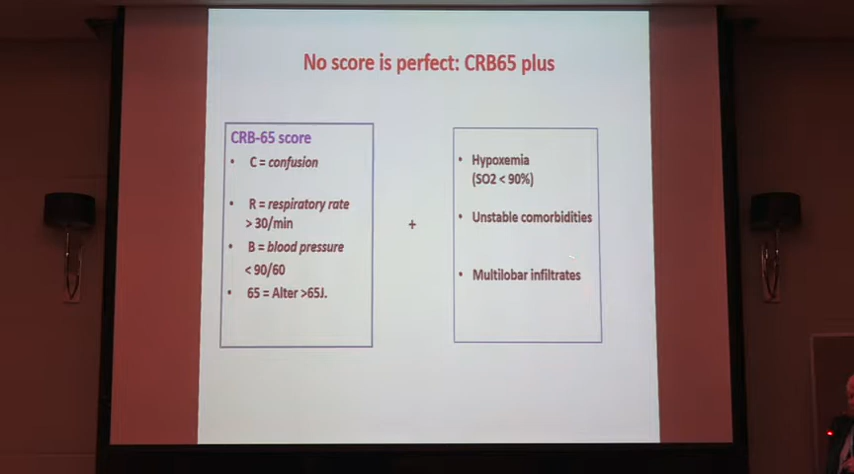 No score is perfect: CRB65 plus
CRB-65 score
• C = confusion
• R = respiratory rate
> 30/min
• B = blood pressure
< 90/60
• 65 = Alter >65J.
+
• Hypoxemia
(SO2 < 90%)
• Unstable comorbidities
• Multilobar infiltrates